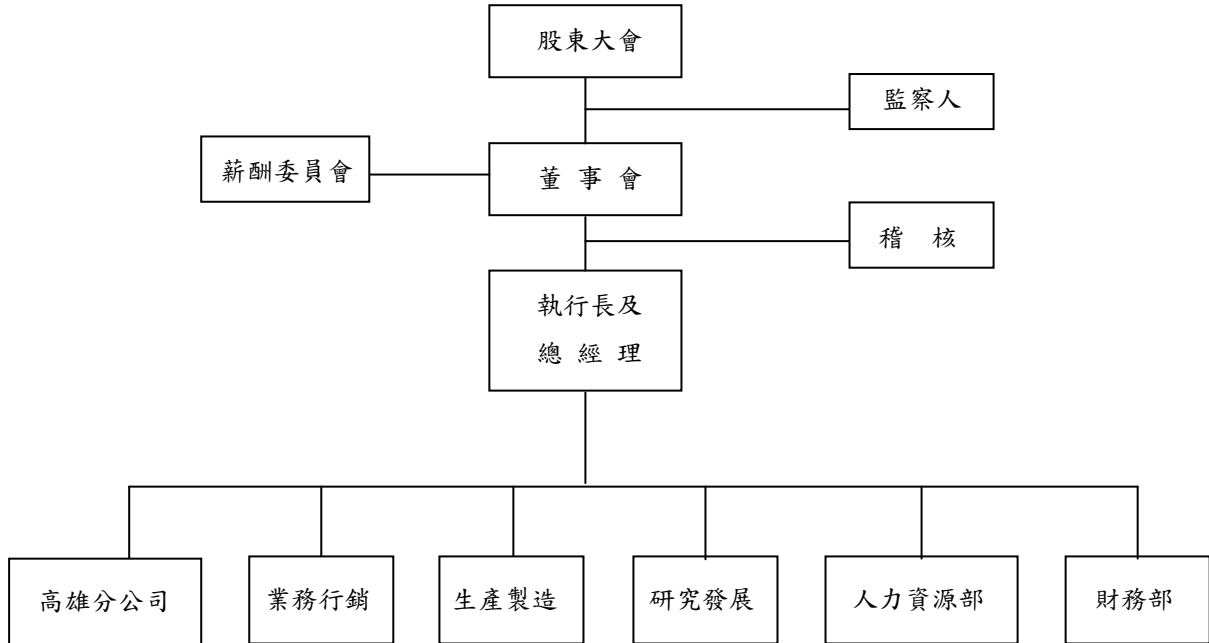 股東大會
監察人
薪酬委員會
董 事 會
稽 核
執行長及
總 經 理
高雄分公司
業務行銷
生產製造
研究發展
人力資源部
財務部